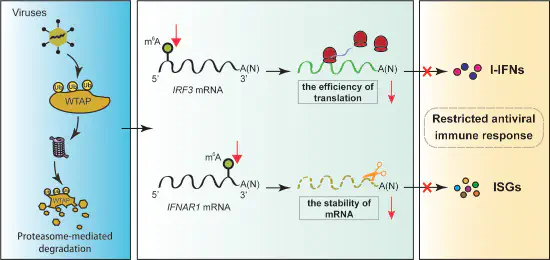 Viruses
Ub Ub Ub
WTAP
WTAP
Proteasome-mediated
degradation
m⁶A
5′ 3′ A(N)
IRF3 mRNA
A(N)
the efficiency of
translation
m⁶A
5′ 3′ A(N)
IFNAR1 mRNA
A(N)
the stability of
mRNA
I-IFNs
Restricted antiviral
immune response
ISGs